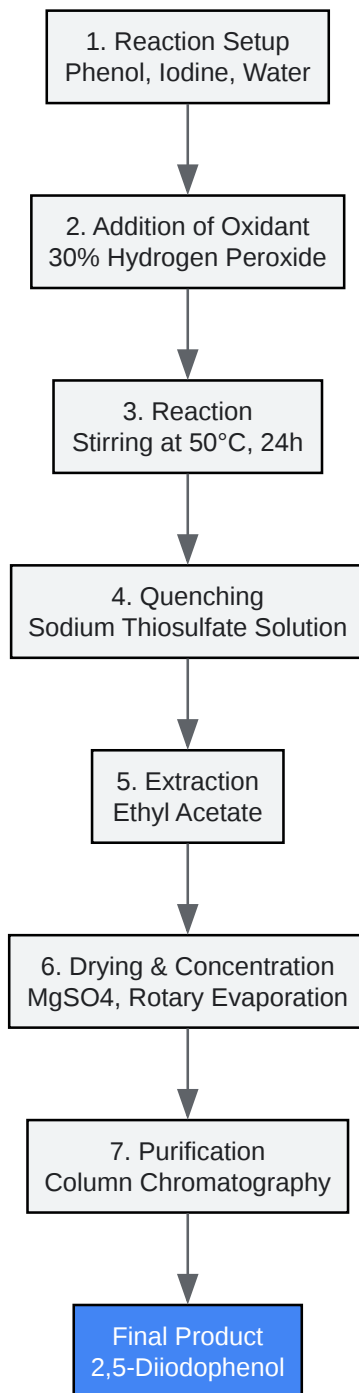 1. Reaction Setup
Phenol, Iodine, Water
2. Addition of Oxidant
30% Hydrogen Peroxide
3. Reaction
Stirring at 50°C, 24h
4. Quenching
Sodium Thiosulfate Solution
5. Extraction
Ethyl Acetate
6. Drying & Concentration
MgSO4, Rotary Evaporation
7. Purification
Column Chromatography
Final Product
2,5-Diiodophenol